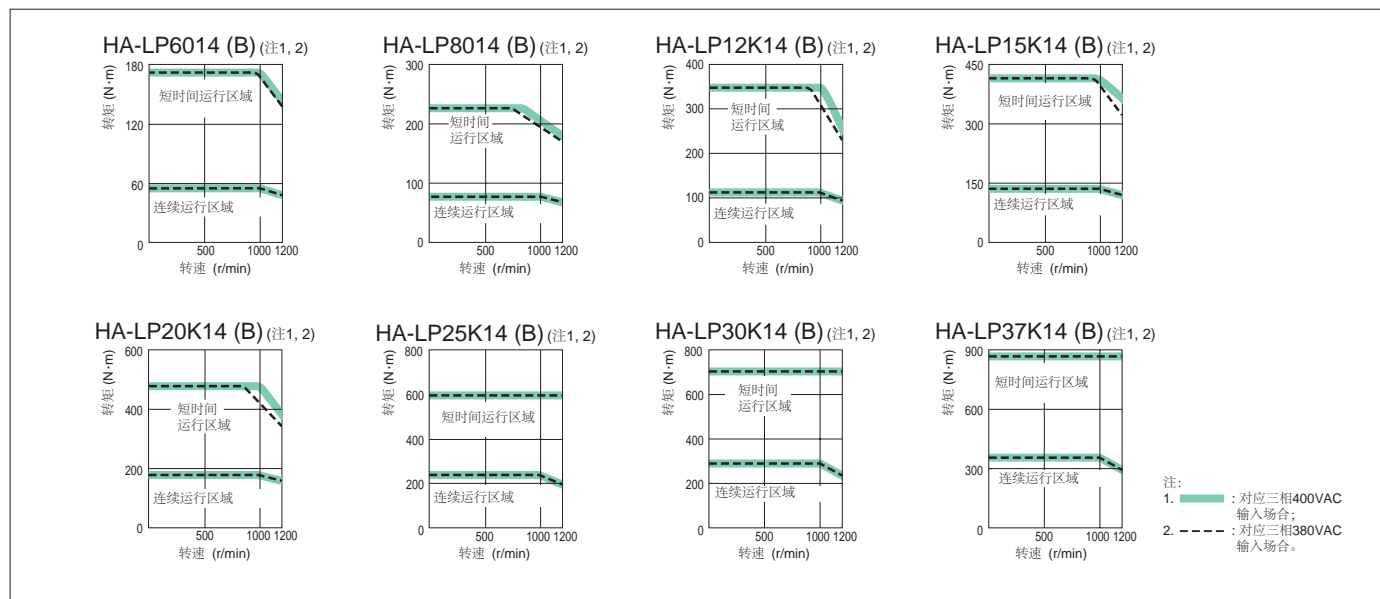 HA-LP6014 (B) (注1, 2)
转矩 (N·m)
180
120
60
0
短时间运行区域
连续运行区域
500
1000
1200
转速 (r/min)
HA-LP8014 (B) (注1, 2)
转矩 (N·m)
300
200
100
0
短时间
运行区域
连续运行区域
500
1000
1200
转速 (r/min)
HA-LP12K14 (B) (注1, 2)
转矩 (N·m)
400
300
200
100
0
短时间
运行区域
连续运行区域
500
1000
1200
转速 (r/min)
HA-LP15K14 (B) (注1, 2)
转矩 (N·m)
450
300
150
0
短时间运行区域
连续运行区域
500
1000
1200
转速 (r/min)
HA-LP20K14 (B) (注1, 2)
转矩 (N·m)
600
400
200
0
短时间
运行区域
连续运行区域
500
1000
1200
转速 (r/min)
HA-LP25K14 (B) (注1, 2)
转矩 (N·m)
800
600
400
200
0
短时间运行区域
连续运行区域
500
1000
1200
转速 (r/min)
HA-LP30K14 (B) (注1, 2)
转矩 (N·m)
800
600
400
200
0
短时间
运行区域
连续运行区域
500
1000
1200
转速 (r/min)
HA-LP37K14 (B) (注1, 2)
转矩 (N·m)
900
600
300
0
短时间运行区域
连续运行区域
500
1000
1200
转速 (r/min)
注:
1. : 对应三相400VAC
输入场合;
2. : 对应三相380VAC
输入场合。